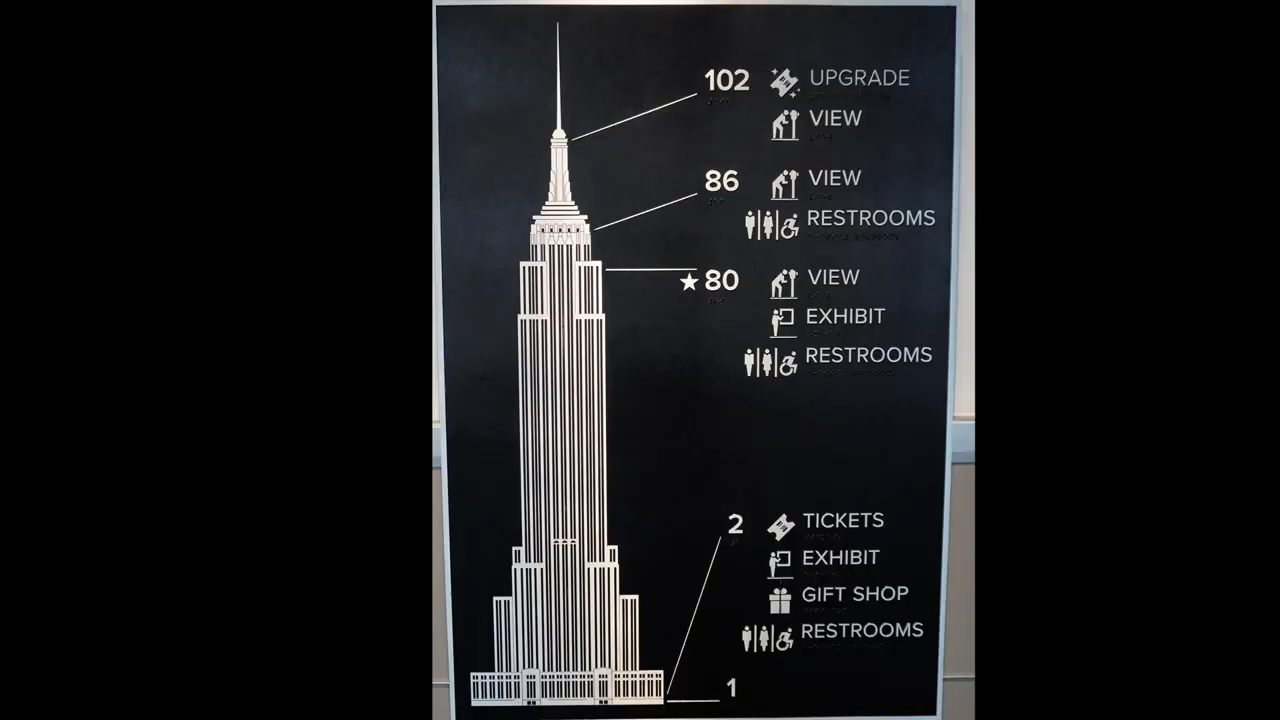 102 UPGRADE
VIEW
86 VIEW
RESTROOMS
★80 VIEW
EXHIBIT
RESTROOMS
2 TICKETS
EXHIBIT
GIFT SHOP
RESTROOMS
1